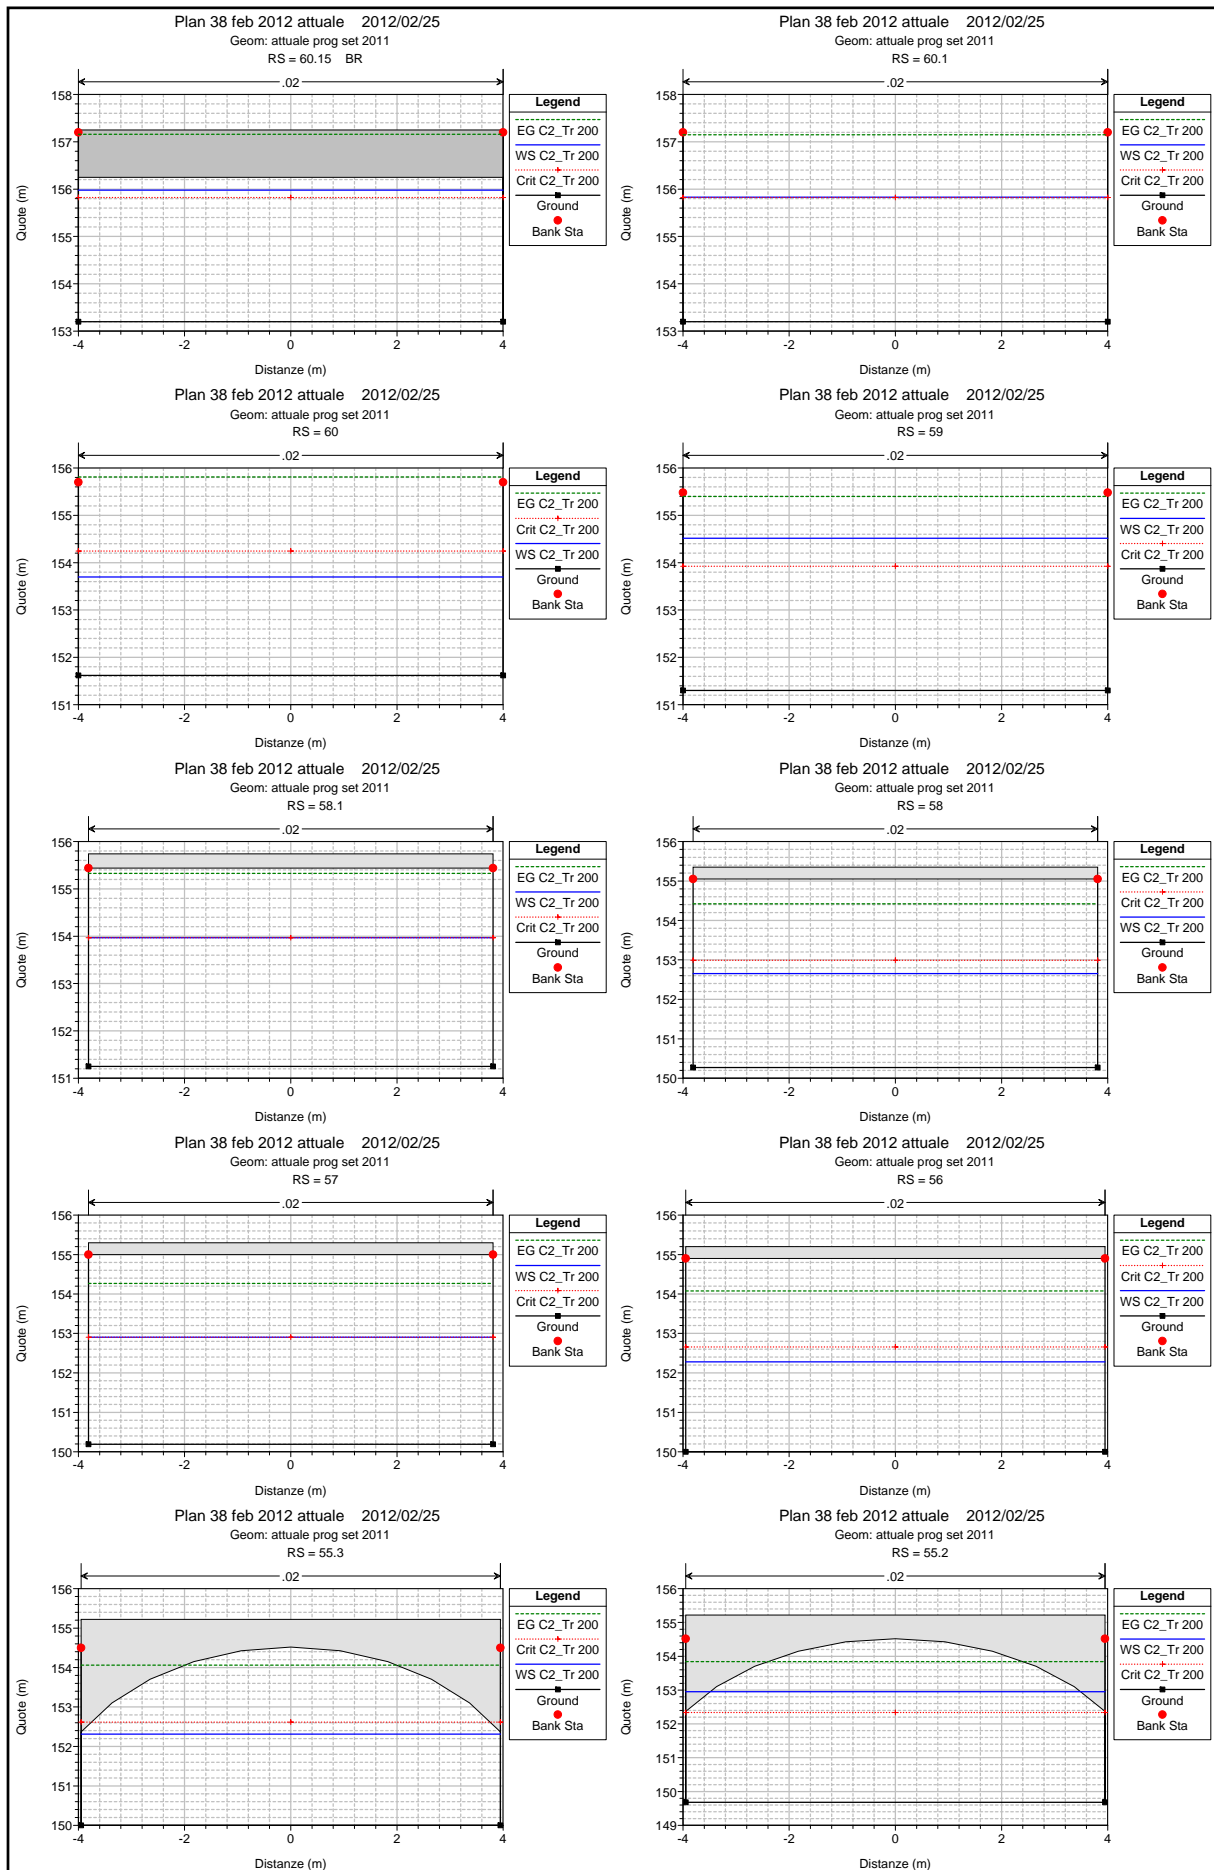 Plan 38 feb 2012 attuale 2012/02/25
Geom: attuale prog set 2011
RS = 60.15 BR
.02
158
157
156
155
154
153
-4
-2
0
2
4
Quote (m)
Distanze (m)
Legend
EG C2_Tr 200
WS C2_Tr 200
Crit C2_Tr 200
Ground
Bank Sta
Plan 38 feb 2012 attuale 2012/02/25
Geom: attuale prog set 2011
RS = 60.1
.02
158
157
156
155
154
153
-4
-2
0
2
4
Quote (m)
Distanze (m)
Legend
EG C2_Tr 200
WS C2_Tr 200
Crit C2_Tr 200
Ground
Bank Sta
Plan 38 feb 2012 attuale 2012/02/25
Geom: attuale prog set 2011
RS = 60
.02
156
155
154
153
152
151
-4
-2
0
2
4
Quote (m)
Distanze (m)
Legend
EG C2_Tr 200
Crit C2_Tr 200
WS C2_Tr 200
Ground
Bank Sta
Plan 38 feb 2012 attuale 2012/02/25
Geom: attuale prog set 2011
RS = 59
.02
156
155
154
153
152
151
-4
-2
0
2
4
Quote (m)
Distanze (m)
Legend
EG C2_Tr 200
WS C2_Tr 200
Crit C2_Tr 200
Ground
Bank Sta
Plan 38 feb 2012 attuale 2012/02/25
Geom: attuale prog set 2011
RS = 58.1
.02
156
155
154
153
152
151
-4
-2
0
2
4
Quote (m)
Distanze (m)
Legend
EG C2_Tr 200
WS C2_Tr 200
Crit C2_Tr 200
Ground
Bank Sta
Plan 38 feb 2012 attuale 2012/02/25
Geom: attuale prog set 2011
RS = 58
.02
156
155
154
153
152
151
150
-4
-2
0
2
4
Quote (m)
Distanze (m)
Legend
EG C2_Tr 200
Crit C2_Tr 200
WS C2_Tr 200
Ground
Bank Sta
Plan 38 feb 2012 attuale 2012/02/25
Geom: attuale prog set 2011
RS = 57
.02
156
155
154
153
152
151
150
-4
-2
0
2
4
Quote (m)
Distanze (m)
Legend
EG C2_Tr 200
WS C2_Tr 200
Crit C2_Tr 200
Ground
Bank Sta
Plan 38 feb 2012 attuale 2012/02/25
Geom: attuale prog set 2011
RS = 56
.02
156
155
154
153
152
151
150
-4
-2
0
2
4
Quote (m)
Distanze (m)
Legend
EG C2_Tr 200
Crit C2_Tr 200
WS C2_Tr 200
Ground
Bank Sta
Plan 38 feb 2012 attuale 2012/02/25
Geom: attuale prog set 2011
RS = 55.3
.02
156
155
154
153
152
151
150
-4
-2
0
2
4
Quote (m)
Distanze (m)
Legend
EG C2_Tr 200
Crit C2_Tr 200
WS C2_Tr 200
Ground
Bank Sta
Plan 38 feb 2012 attuale 2012/02/25
Geom: attuale prog set 2011
RS = 55.2
.02
156
155
154
153
152
151
150
149
-4
-2
0
2
4
Quote (m)
Distanze (m)
Legend
EG C2_Tr 200
WS C2_Tr 200
Crit C2_Tr 200
Ground
Bank Sta